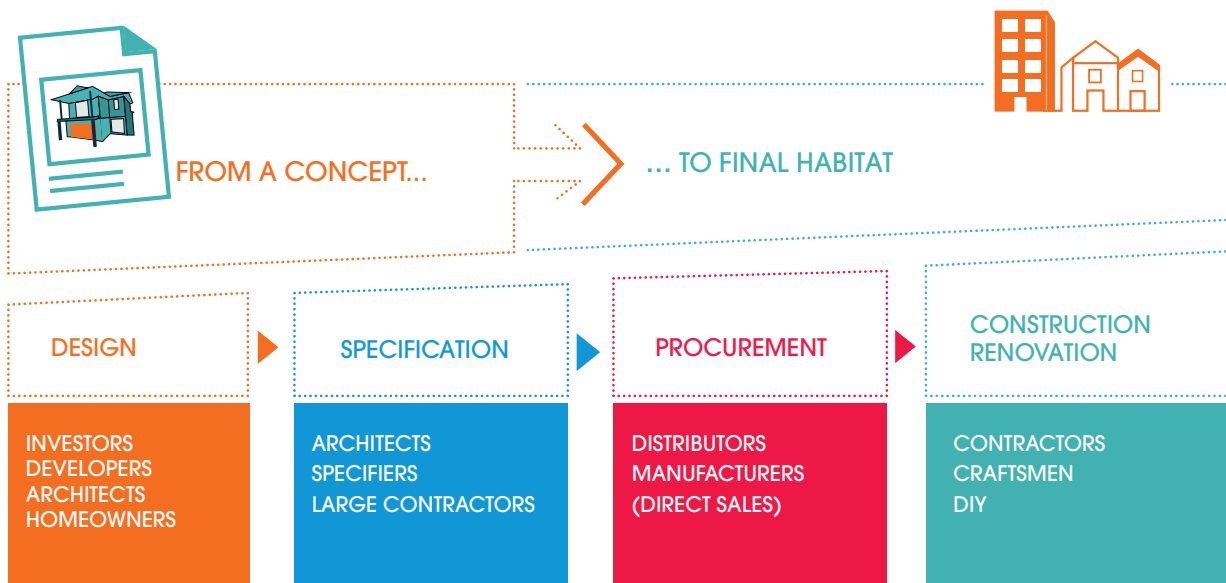 FROM A CONCEPT...
... TO FINAL HABITAT
DESIGN
SPECIFICATION
PROCUREMENT
CONSTRUCTION
RENOVATION
INVESTORS
DEVELOPERS
ARCHITECTS
HOMEOWNERS
ARCHITECTS
SPECIFIERS
LARGE CONTRACTORS
DISTRIBUTORS
MANUFACTURERS
(DIRECT SALES)
CONTRACTORS
CRAFTSMEN
DIY